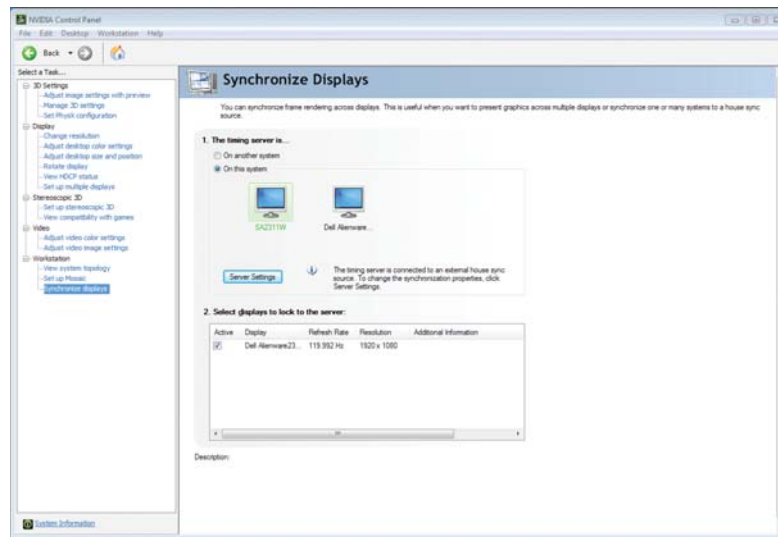 NVIDIA Control Panel
File Edit Desktop Workstation Help
Back
Select a Task...
3D Settings
Adjust image settings with preview
Manage 3D settings
Set PhysX configuration
Display
Change resolution
Adjust desktop color settings
Adjust desktop size and position
Rotate display
View HDCP status
Set up multiple displays
Stereoscopic 3D
Set up stereoscopic 3D
View compatibility with games
Video
Adjust video color settings
Adjust video image settings
Workstation
View system topology
Set up Mosaic
Synchronize displays
System Information
Synchronize Displays
You can synchronize frame rendering across displays. This is useful when you want to present graphics across multiple displays or synchronize one or many systems to a house sync
source.
1. The timing server is...
On another system
On this system
SA2311W Dell Alienware...
Server Settings
The timing server is connected to an external house sync
source. To change the synchronization properties, click
Server Settings.
2. Select displays to lock to the server:
Active Display Refresh Rate Resolution Additional Information
Dell Alienware23... 119.992 Hz 1920 x 1080
Description: